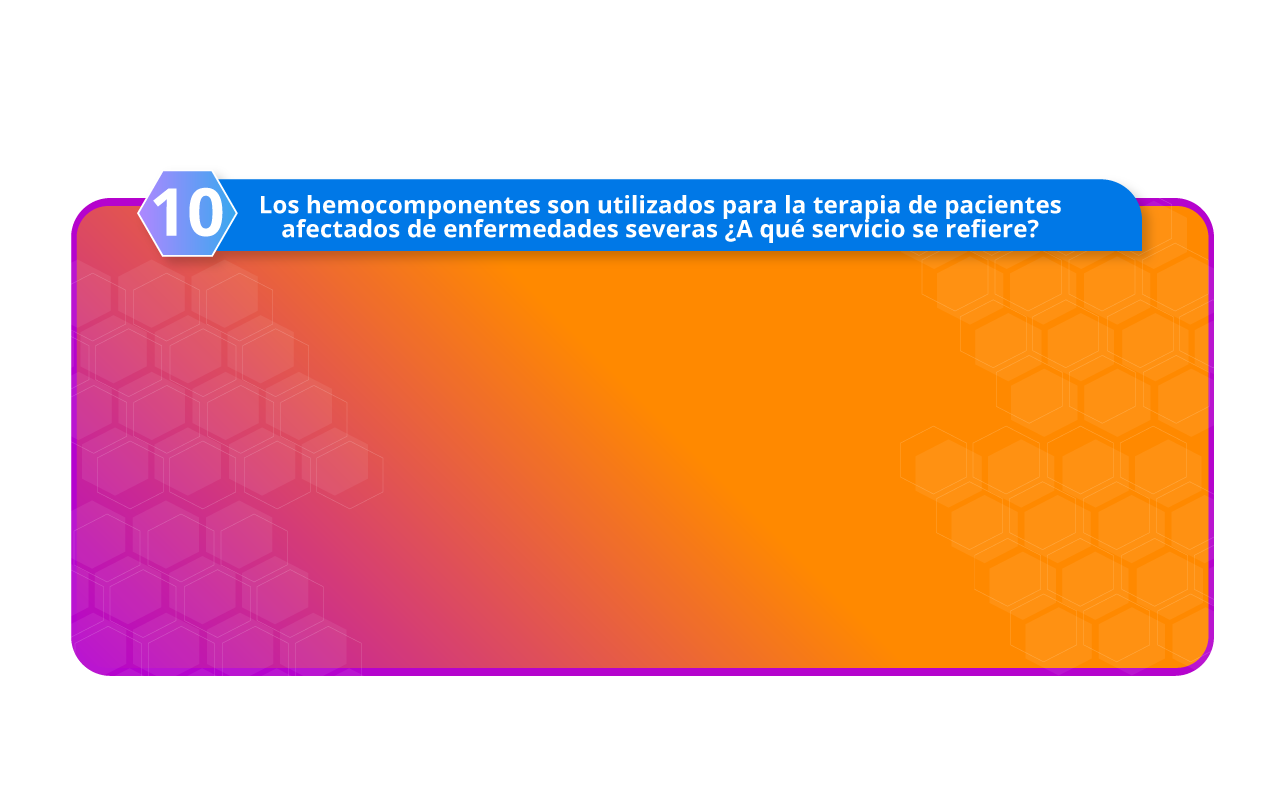 10
Los hemocomponentes son utilizados para la terapia de pacientes
afectados de enfermedades severas ¿A qué servicio se refiere?